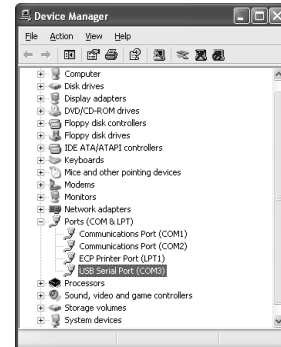 Device Manager
File Action View Help
Computer
Disk drives
Display adapters
DVD/CD-ROM drives
Floppy disk controllers
Floppy disk drives
IDE ATA/ATAPI controllers
Keyboards
Mice and other pointing devices
Modems
Monitors
Network adapters
Ports (COM & LPT)
Communications Port (COM1)
Communications Port (COM2)
ECP Printer Port (LPT1)
USB Serial Port (COM3)
Processors
Sound, video and game controllers
Storage volumes
System devices